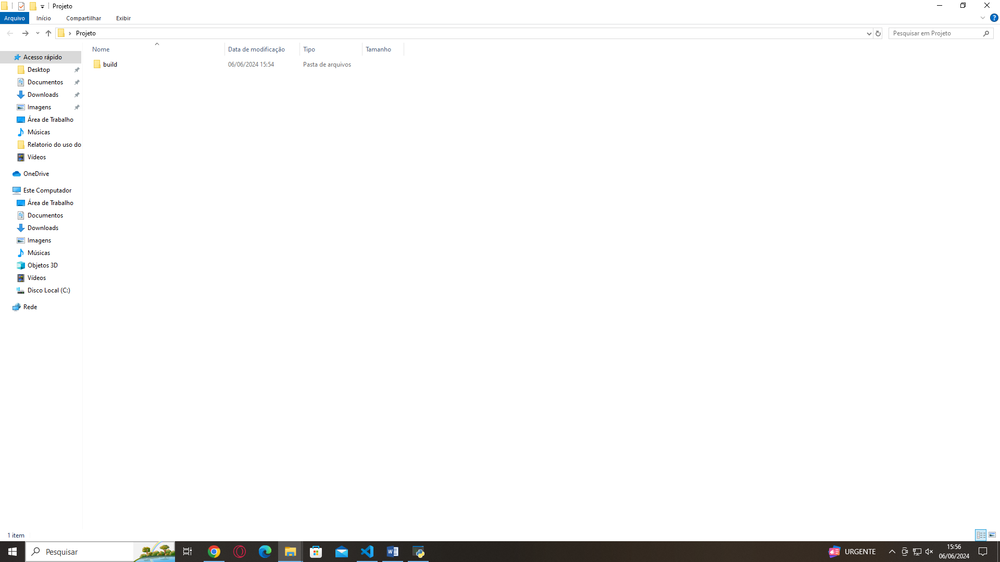 Projeto
Arquivo Início Compartilhar Exibir
Projeto
Pesquisar em Projeto
Nome Data de modificação Tipo Tamanho
build 06/06/2024 15:54 Pasta de arquivos
Acesso rápido
Desktop
Documentos
Downloads
Imagens
Área de Trabalho
Músicas
Relatorio do uso do
Vídeos
OneDrive
Este Computador
Área de Trabalho
Documentos
Downloads
Imagens
Músicas
Objetos 3D
Vídeos
Disco Local (C:)
Rede
1 item
Pesquisar
URGENTE
15:56
06/06/2024